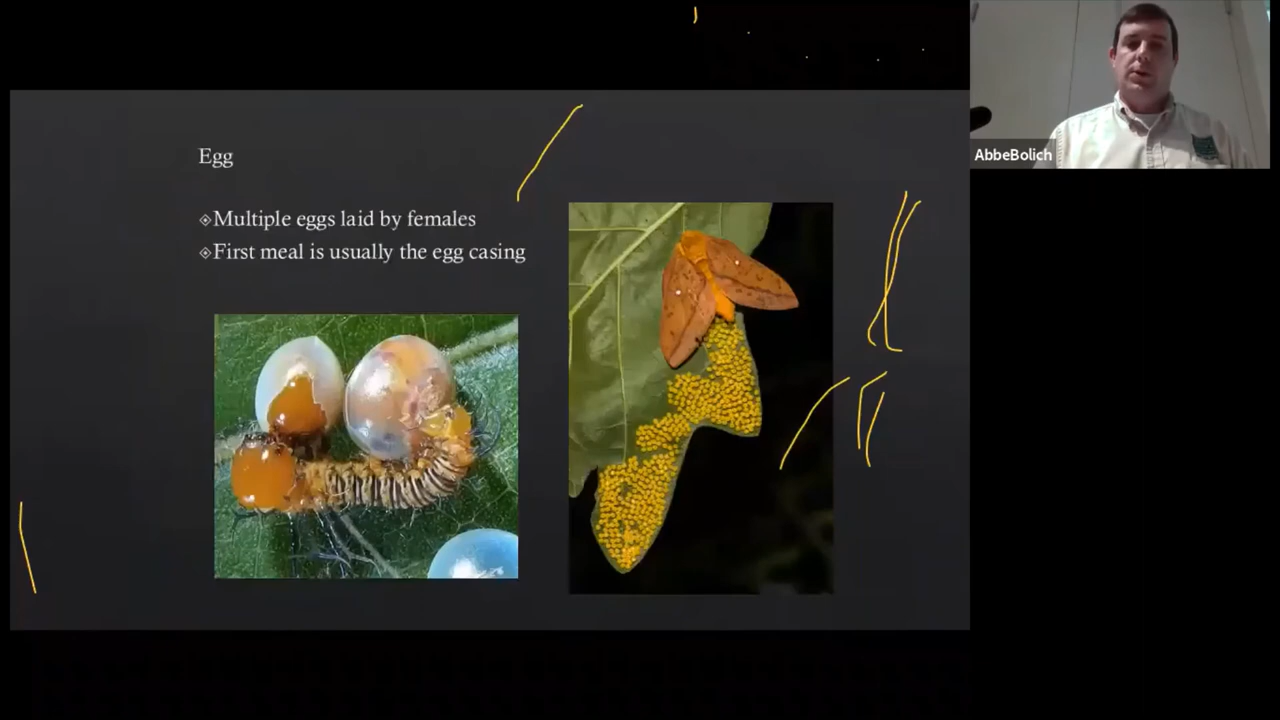 Egg
Multiple eggs laid by females
First meal is usually the egg casing
AbbeBolich